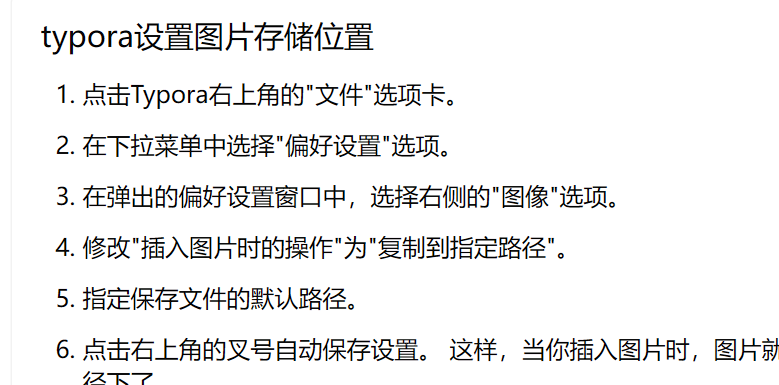 typora设置图片存储位置
1. 点击Typora右上角的"文件"选项卡。
2. 在下拉菜单中选择"偏好设置"选项。
3. 在弹出的偏好设置窗口中，选择右侧的"图像"选项。
4. 修改"插入图片时的操作"为"复制到指定路径"。
5. 指定保存文件的默认路径。
6. 点击右上角的叉号自动保存设置。 这样，当你插入图片时，图片就
径下了